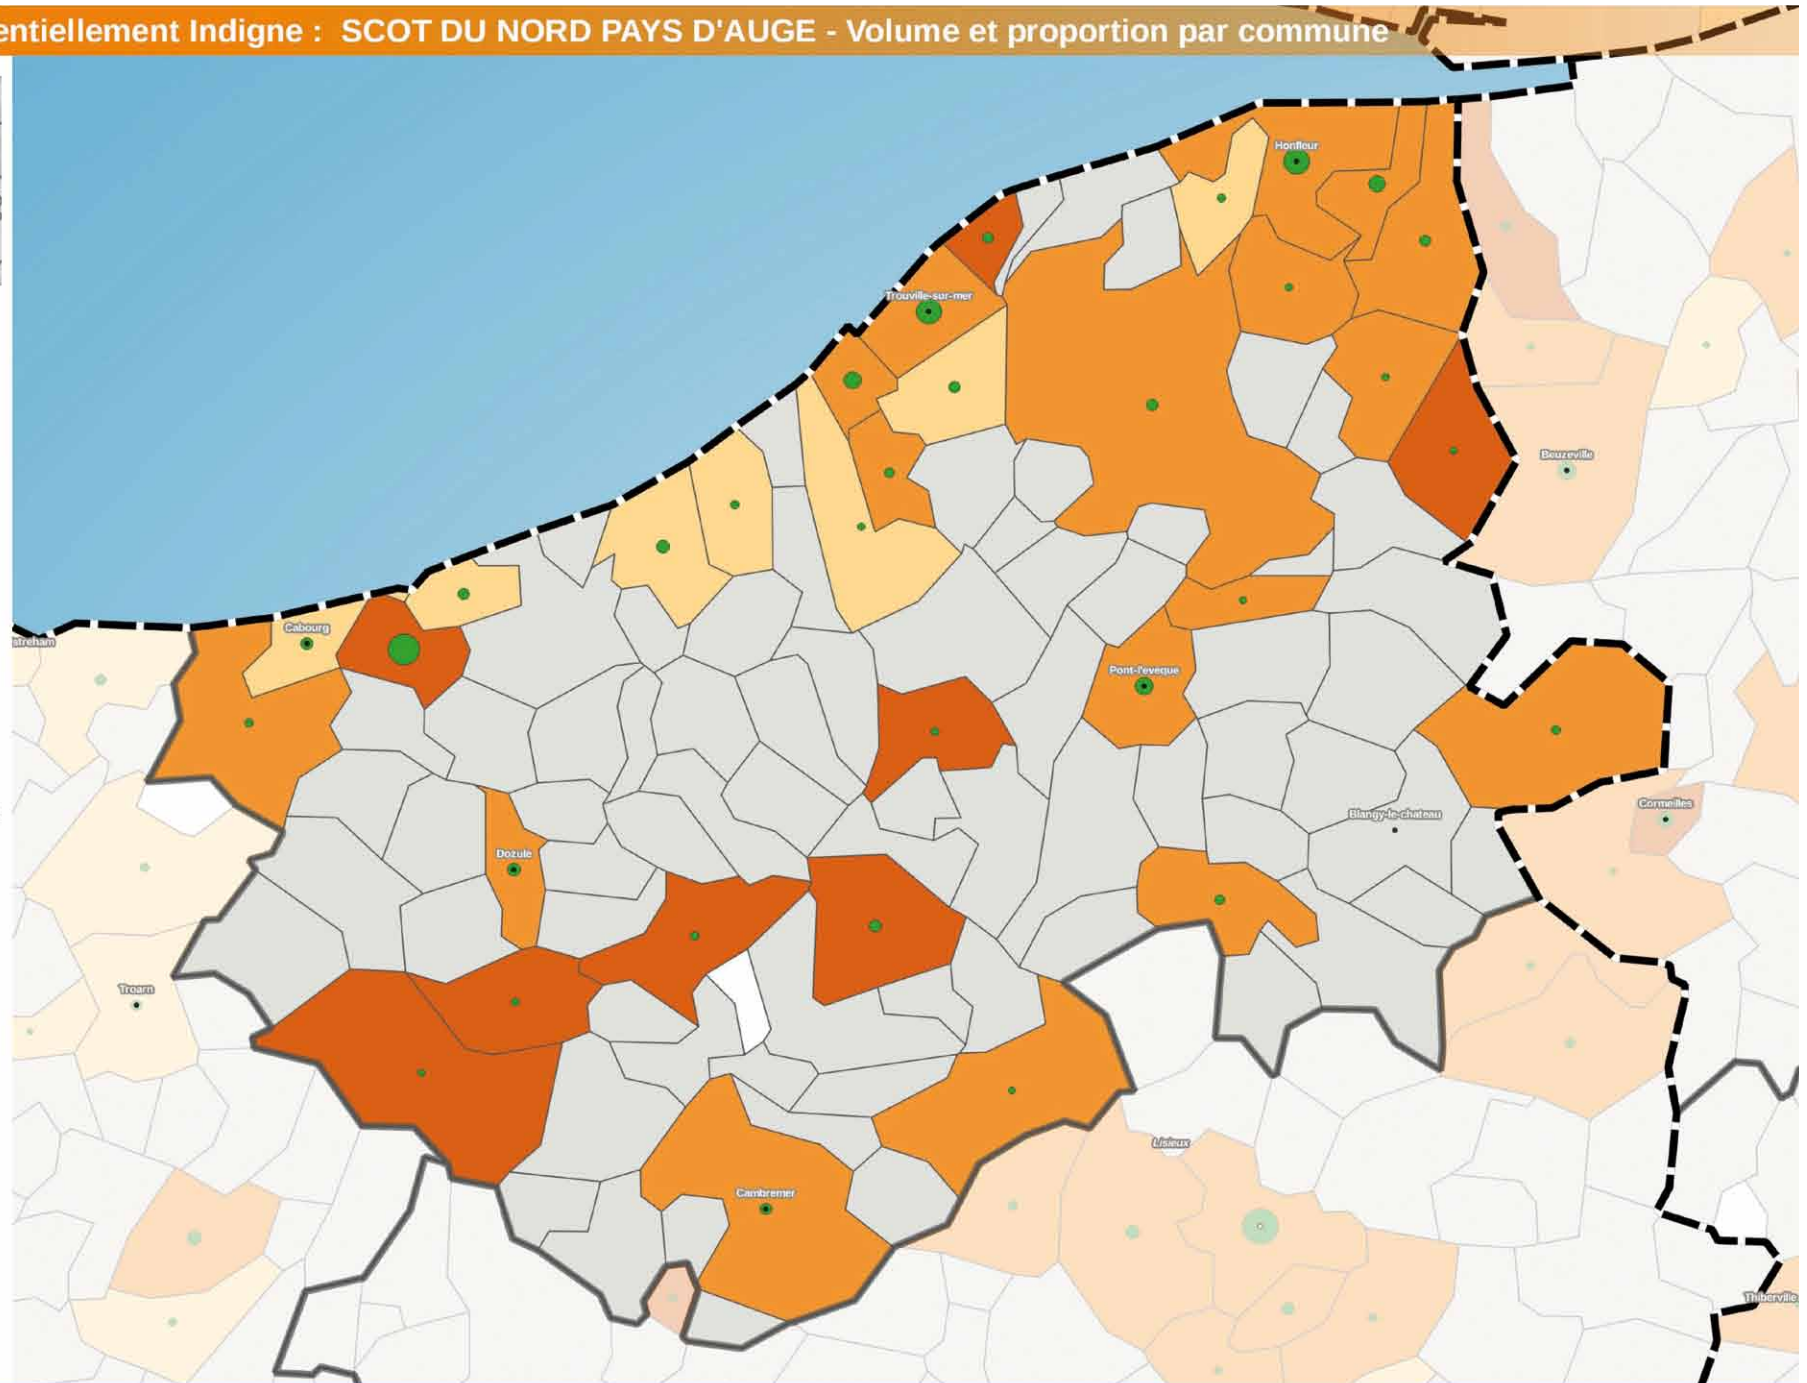 entiellement Indigne : SCOT DU NORD PAYS D'AUGE - Volume et proportion par commune
Honfleur
Trouville-sur-mer
Beuzeville
Cabourg
streham
Pont-l'eveque
Cormeilles
Blangy-le-chateau
Dozule
Troarn
Lisieux
Cambremer
Thiberville